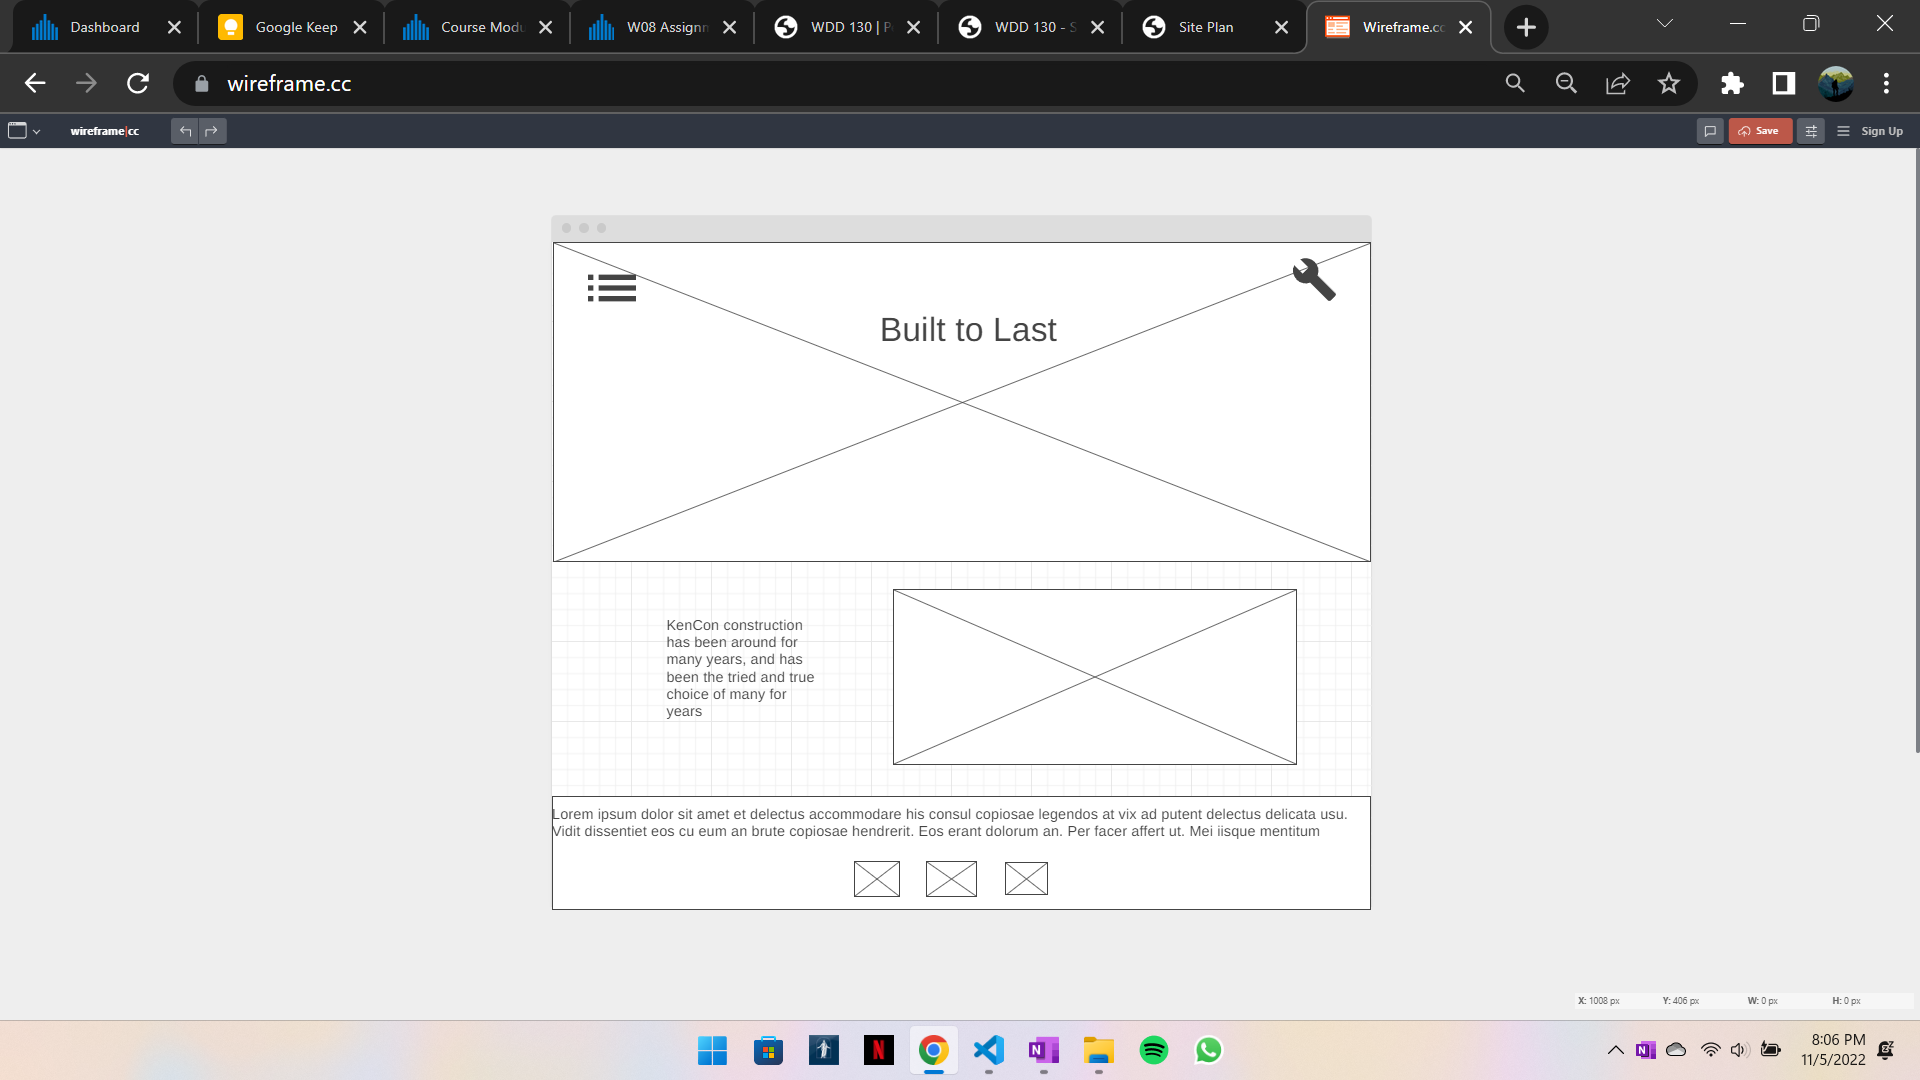 Dashboard
Google Keep
Course Modu
W08 Assignm
WDD 130 | P
WDD 130 - S
Site Plan
Wireframe.cc
wireframe.cc
wireframe|cc
Save
Sign Up
Built to Last
KenCon construction
has been around for
many years, and has
been the tried and true
choice of many for
years
Lorem ipsum dolor sit amet et delectus accommodare his consul copiosae legendos at vix ad putent delectus delicata usu.
Vidit dissentiet eos cu eum an brute copiosae hendrerit. Eos erant dolorum an. Per facer affert ut. Mei iisque mentitum
X: 1008 px Y: 406 px W: 0 px H: 0 px
N
N
N
8:06 PM
11/5/2022